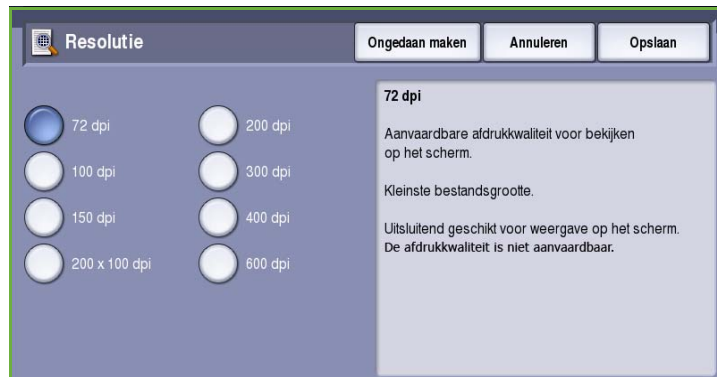 Resolutie
Ongedaan maken
Annuleren
Opslaan
72 dpi
200 dpi
100 dpi
300 dpi
150 dpi
400 dpi
200 x 100 dpi
600 dpi
72 dpi
Aanvaardbare afdrukkwaliteit voor bekijken
op het scherm.
Kleinste bestandsgrootte.
Uitsluitend geschikt voor weergave op het scherm.
De afdrukkwaliteit is niet aanvaardbaar.